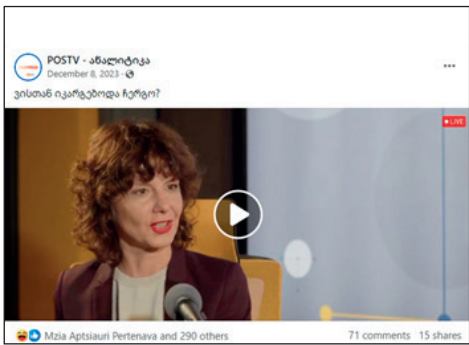 POSTV - ანალიტიკა
December 8, 2023
ვისთან იკარგებოდა ჩერგო?
LIVE
Mzia Aptsiauri Pertenava and 290 others
71 comments 15 shares